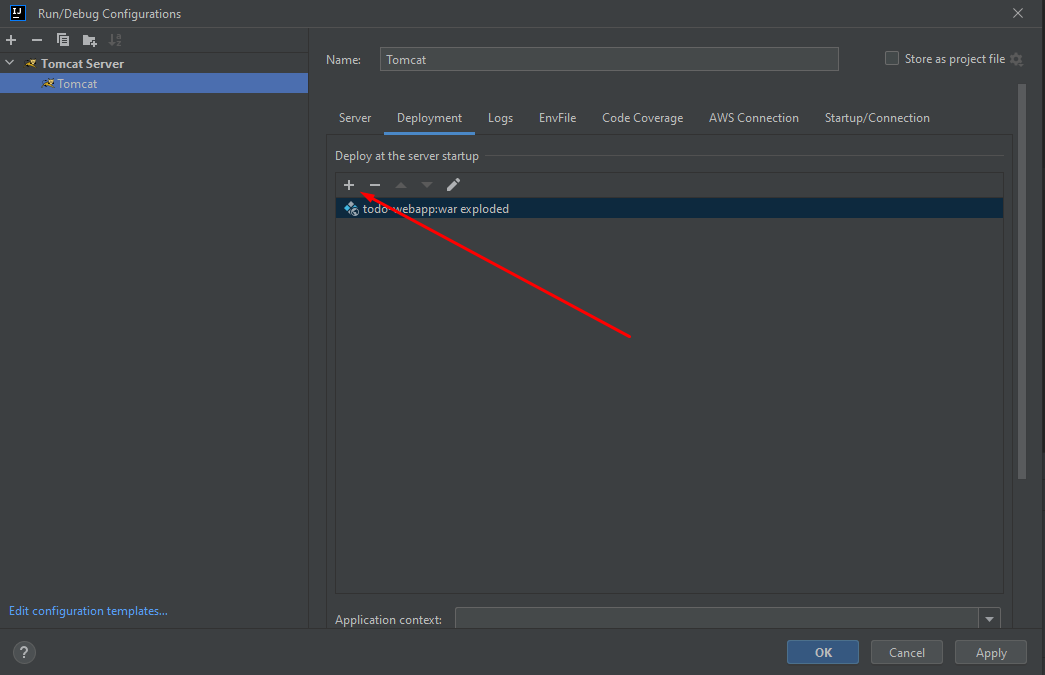 Run/Debug Configurations
Tomcat Server
Tomcat
Name: Tomcat
Store as project file
Server Deployment Logs EnvFile Code Coverage AWS Connection Startup/Connection
Deploy at the server startup
todo-webapp:war exploded
Edit configuration templates...
Application context:
? OK Cancel Apply